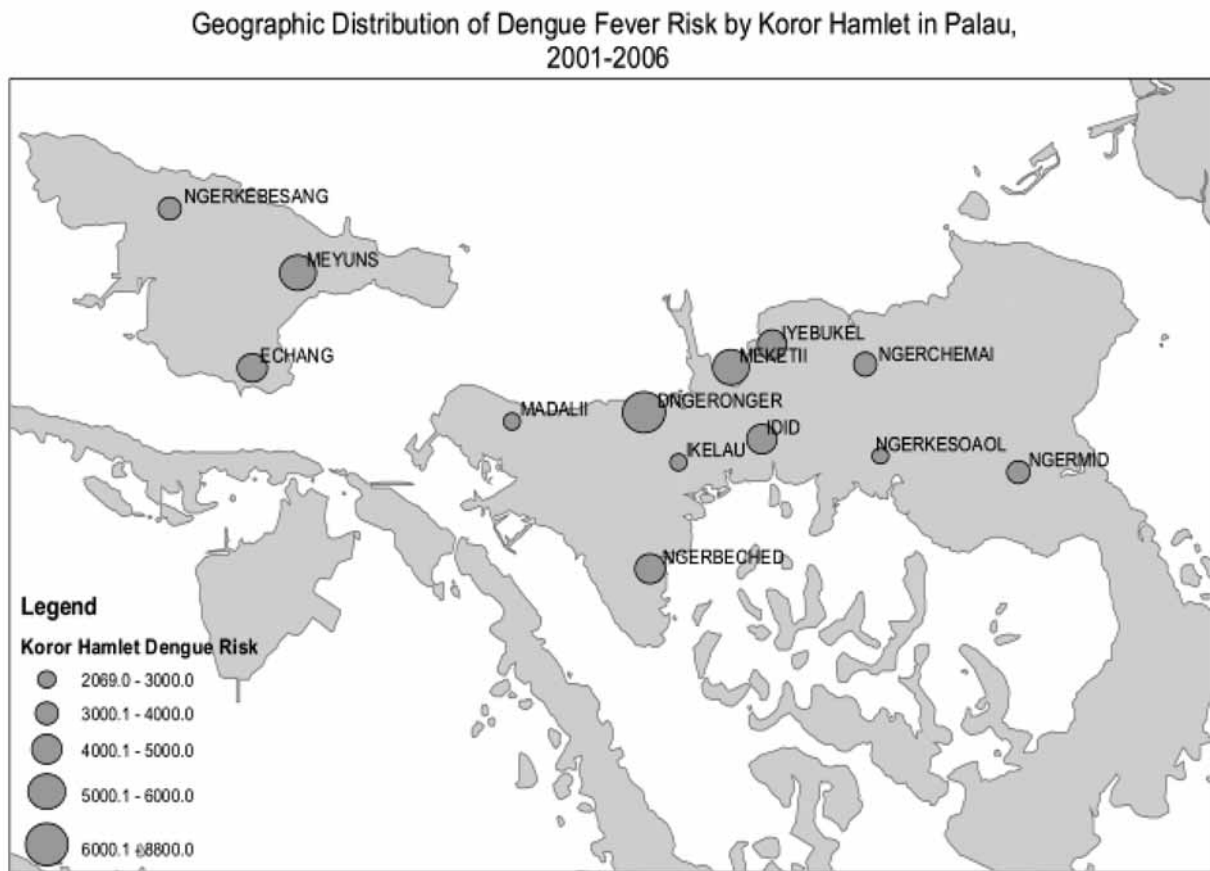 Geographic Distribution of Dengue Fever Risk by Koror Hamlet in Palau,
2001-2006
NGERKEBESANG
MEYUNS
ECHANG
IYEBUKEL
MEKETII
NGERCHEMAI
MADALII
DNGERONGER
IDID
IKELAU
NGERKESOAOL
NGERMID
NGERBECHED
Legend
Koror Hamlet Dengue Risk
2069.0 - 3000.0
3000.1 - 4000.0
4000.1 - 5000.0
5000.1 - 6000.0
6000.1 - 8800.0